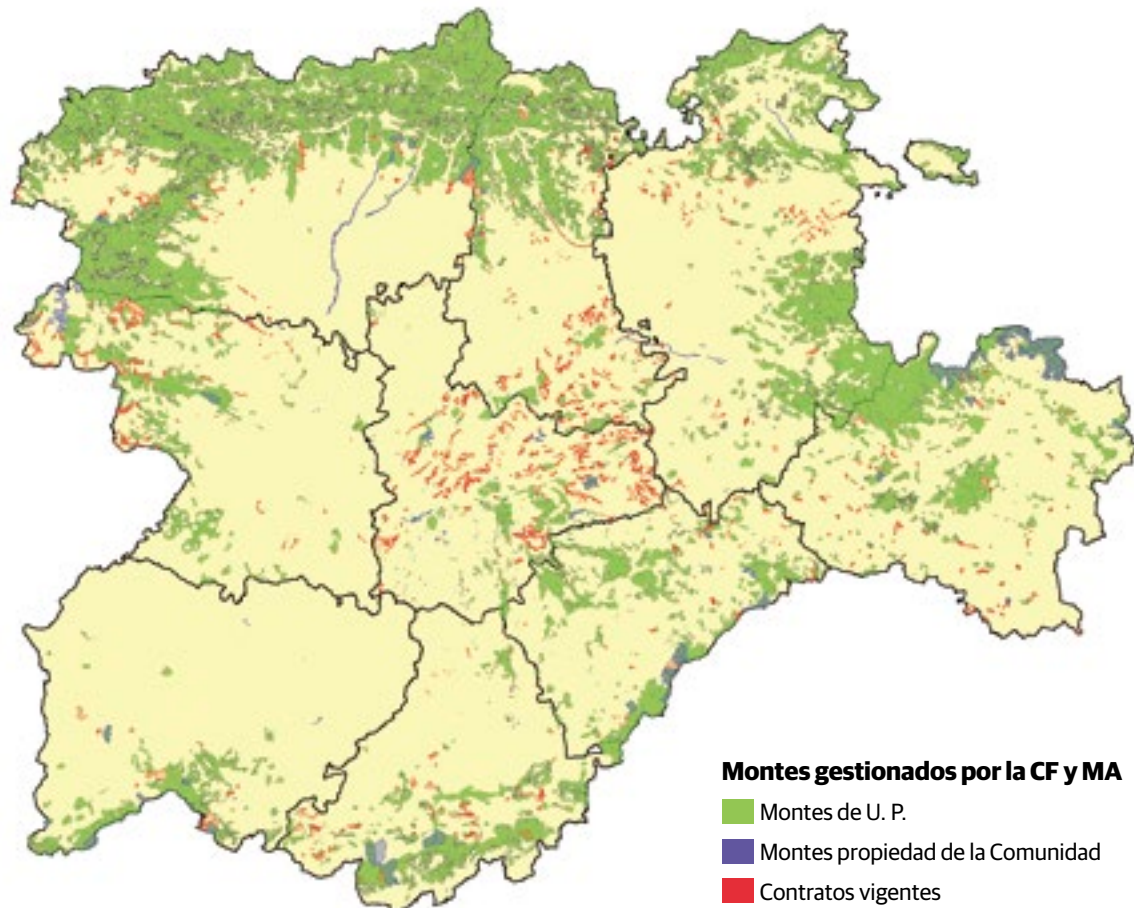 Montes gestionados por la CF y MA
Montes de U. P.
Montes propiedad de la Comunidad
Contratos vigentes